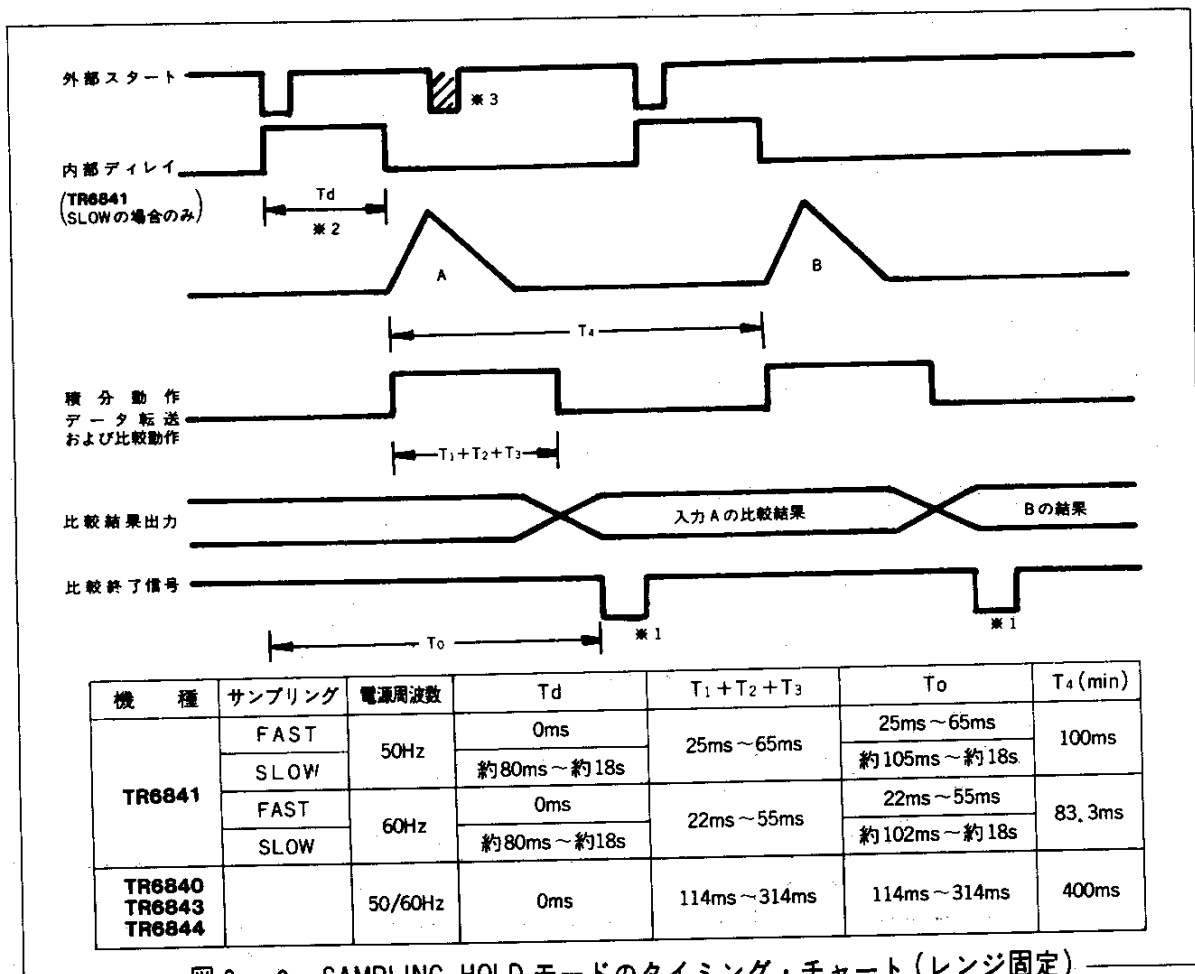 外部スタート
※3
内部ディレイ
(TR6841
SLOWの場合のみ)
Td
※2
A
B
T4
積分動作
データ転送
および比較動作
T1+T2+T3
比較結果出力
入力Aの比較結果
Bの結果
比較終了信号
※1
※1
To
機 種 サンプリング 電源周波数 Td T1+T2+T3 To T4(min)
TR6841
FAST 50Hz 0ms 25ms~65ms 25ms~65ms 100ms
SLOW 約80ms~約18s 約105ms~約18s
FAST 60Hz 0ms 22ms~55ms 22ms~55ms 83.3ms
SLOW 約80ms~約18s 約102ms~約18s
TR6840
TR6843
TR6844
50/60Hz 0ms 114ms~314ms 114ms~314ms 400ms
SAMPLING HOLD モードのタイミング・チャート(レンジ固定)